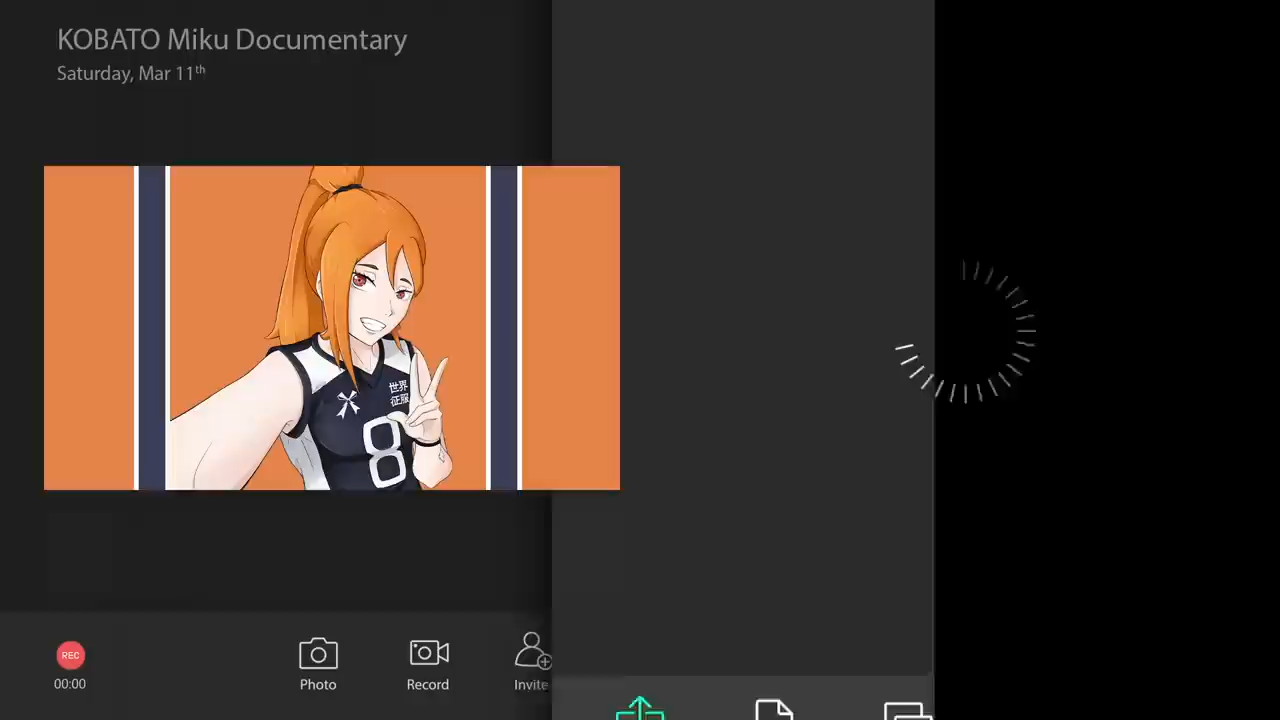 KOBATO Miku Documentary
Saturday, Mar 11th
世界
征服
8
REC
00:00
Photo
Record
Invite